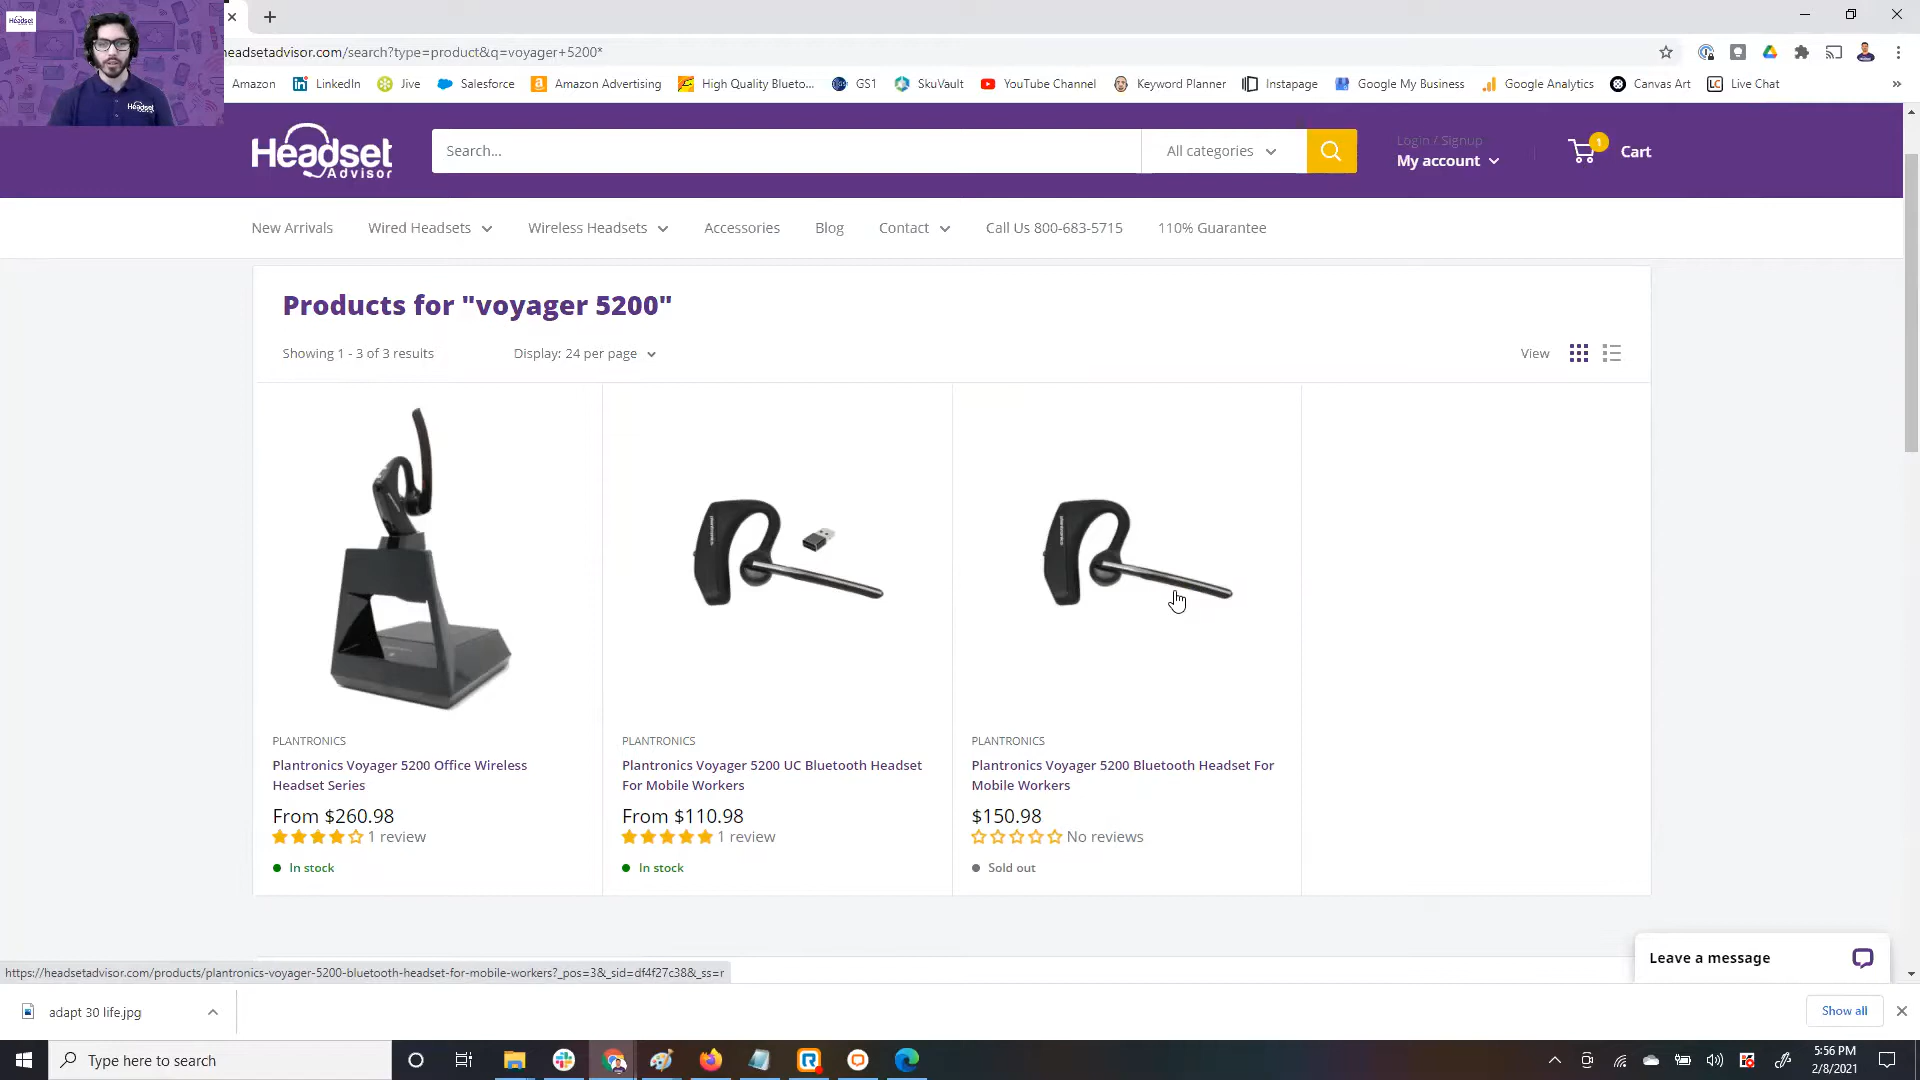 Headset
headsetadvisor.com/search?type=product&q=voyager+5200*
Amazon
LinkedIn
Jive
Salesforce
Amazon Advertising
High Quality Blueto...
GS1
SkuVault
YouTube Channel
Keyword Planner
Instapage
Google My Business
Google Analytics
Canvas Art
LC
Live Chat
»
Headset
Headset
Advisor
Search...
All categories
Login / Signup
My account
1
Cart
New Arrivals
Wired Headsets
Wireless Headsets
Accessories
Blog
Contact
Call Us 800-683-5715
110% Guarantee
Products for "voyager 5200"
Showing 1 - 3 of 3 results
Display: 24 per page
View
PLANTRONICS
Plantronics Voyager 5200 Office Wireless
Headset Series
From $260.98
1 review
In stock
PLANTRONICS
Plantronics Voyager 5200 UC Bluetooth Headset
For Mobile Workers
From $110.98
1 review
In stock
PLANTRONICS
Plantronics Voyager 5200 Bluetooth Headset For
Mobile Workers
$150.98
No reviews
Sold out
Leave a message
https://headsetadvisor.com/products/plantronics-voyager-5200-bluetooth-headset-for-mobile-workers?_pos=3&_sid=df4f27c38&_ss=r
adapt 30 life.jpg
Show all
Type here to search
5:56 PM
2/8/2021